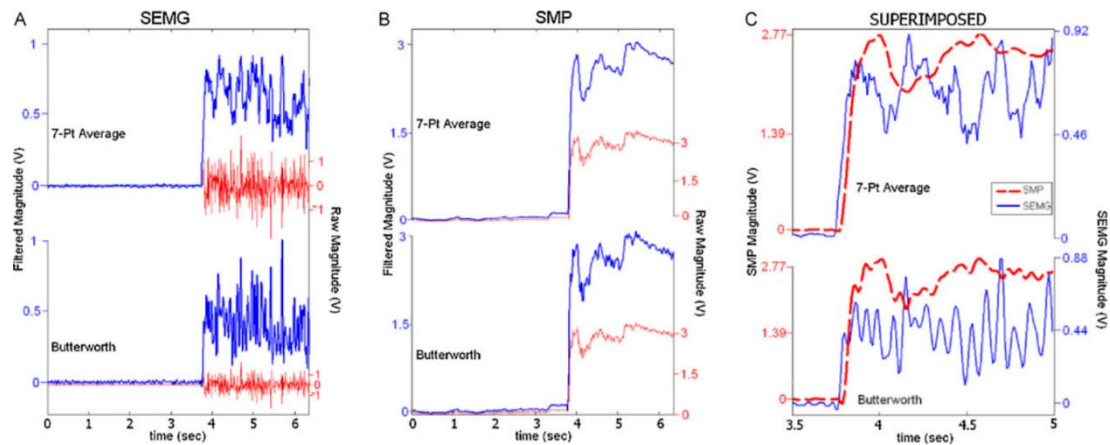 A
SEMG
Filtered Magnitude (V)
1
0.5
0
7-Pt Average
1
0
-1
1
0.5
0
Butterworth
1
0
-1
Raw Magnitude (V)
0 1 2 3 4 5 6
time (sec)
B
SMP
Filtered Magnitude (V)
3
1.5
0
7-Pt Average
3
1.5
0
3
1.5
0
Butterworth
3
1.5
0
Raw Magnitude (V)
0 1 2 3 4 5 6
time (sec)
C
SUPERIMPOSED
SMP Magnitude (V)
2.77
1.39
0
7-Pt Average
SMP
SEMG
0.92
0.46
0
2.77
1.39
0
Butterworth
0.88
0.44
0
SEMG Magnitude (V)
3.5 4 4.5 5
time (sec)